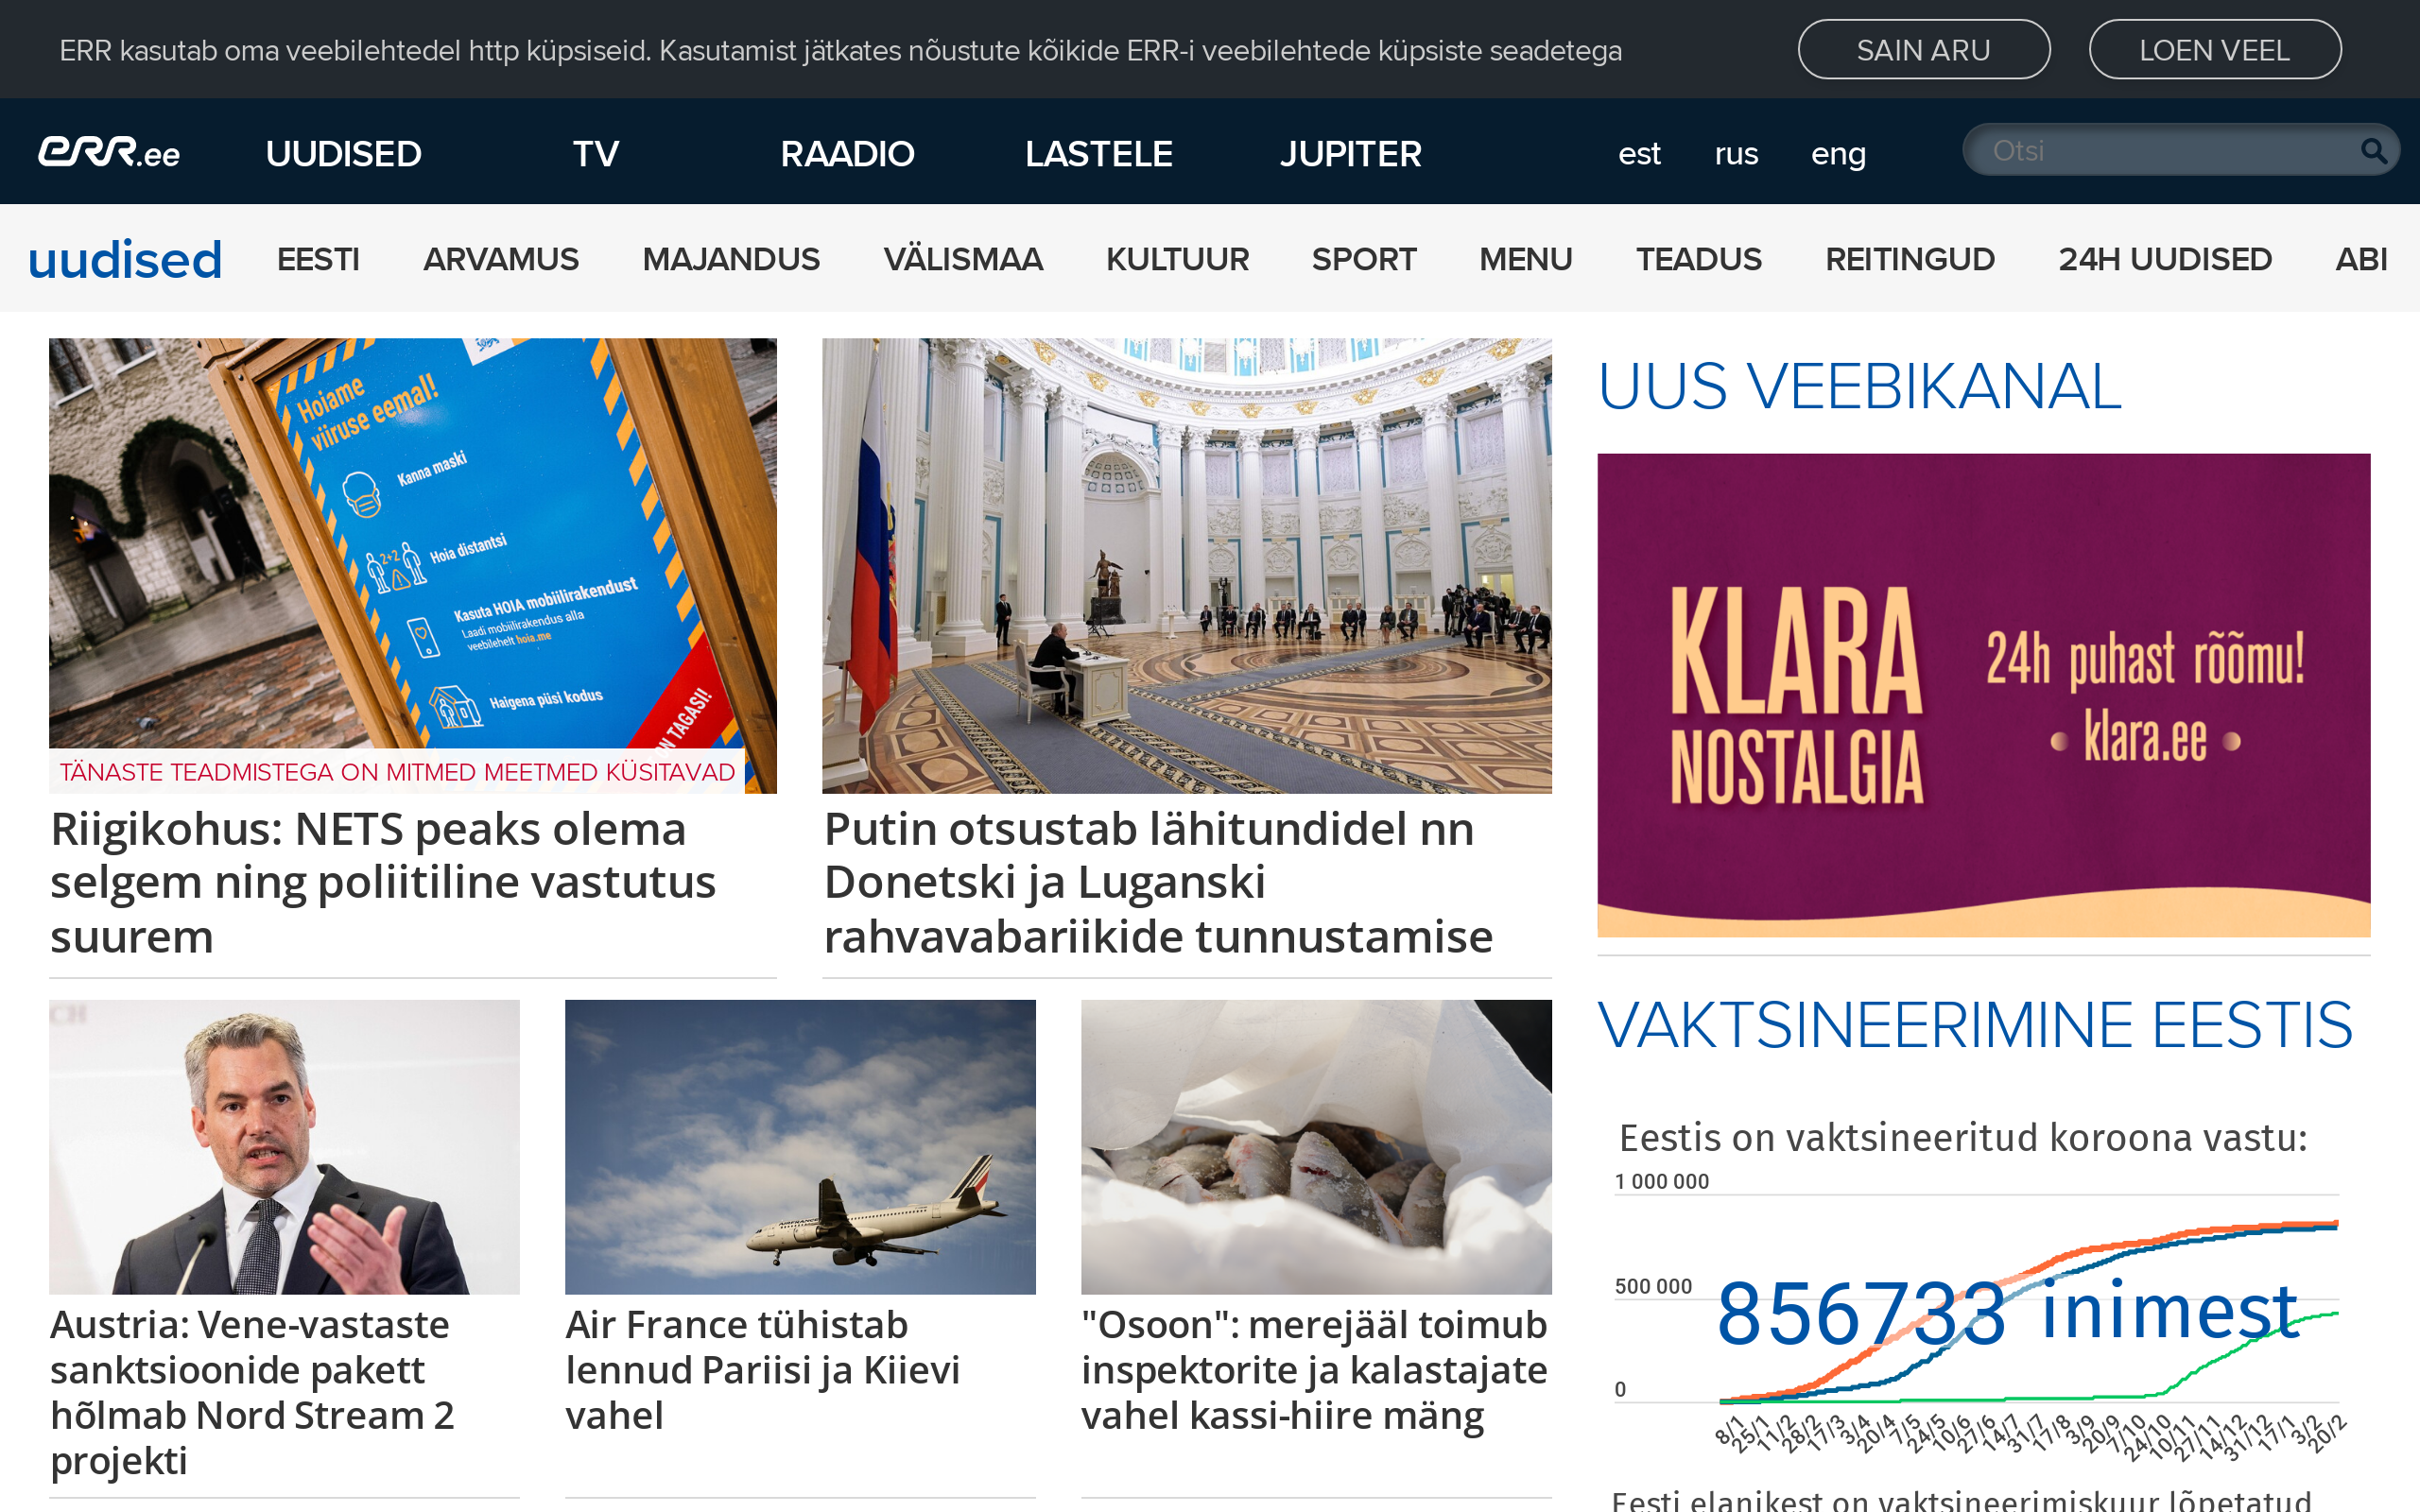 ERR kasutab oma veebilehtedel http küpsiseid. Kasutamist jätkates nõustute kõikide ERR-i veebilehtede küpsiste seadetega
SAIN ARU
LOEN VEEL
err.ee
UUDISED
TV
RAADIO
LASTELE
JUPITER
est
rus
eng
Otsi
uudised
EESTI
ARVAMUS
MAJANDUS
VÄLISMAA
KULTUUR
SPORT
MENU
TEADUS
REITINGUD
24H UUDISED
ABI
Hoiame
viiruse eemal!
Kanna maski
2+2
Hoia distantsi
Kasuta HOIA mobiilirakendust
Laadi mobiilirakendus alla
veebilehelt hoia.me
Haigena püsi kodus
TAGASI!
TÄNASTE TEADMISTEGA ON MITMED MEETMED KÜSITAVAD
Riigikohus: NETS peaks olema
selgem ning poliitiline vastutus
suurem
Putin otsustab lähitundidel nn
Donetski ja Luganski
rahvavabariikide tunnustamise
UUS VEEBIKANAL
KLARA
NOSTALGIA
24h puhast rõõmu!
• klara.ee •
AIRFRANCE
Austria: Vene-vastaste
sanktsioonide pakett
hõlmab Nord Stream 2
projekti
Air France tühistab
lennud Pariisi ja Kiievi
vahel
"Osoon": merejääl toimub
inspektorite ja kalastajate
vahel kassi-hiire mäng
VAKTSINEERIMINE EESTIS
Eestis on vaktsineeritud koroona vastu:
1 000 000
500 000
0
856733 inimest
8/1 25/1 11/2 28/2 17/3 3/4 20/4 7/5 24/5 10/6 27/6 14/7 31/7 17/8 3/9 20/9 7/10 24/10 10/11 27/11 14/12 31/12 17/1 3/2 20/2
Eesti elanikest on vaktsineerimiskuur lõpetatud